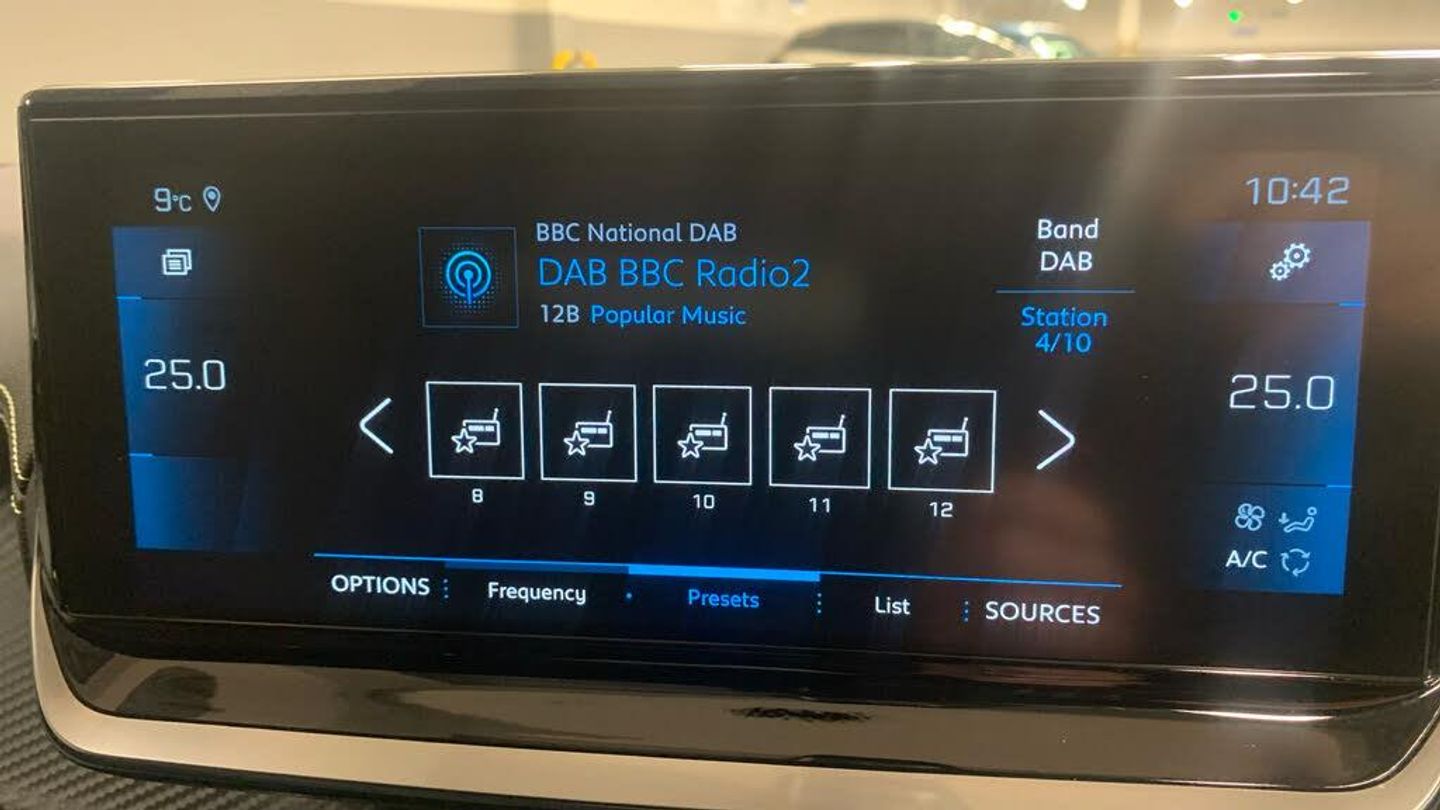 9°C
10:42
25.0
BBC National DAB
DAB BBC Radio2
12B Popular Music
Band
DAB
Station
4/10
25.0
8
9
10
11
12
A/C
OPTIONS
Frequency
Presets
List
SOURCES